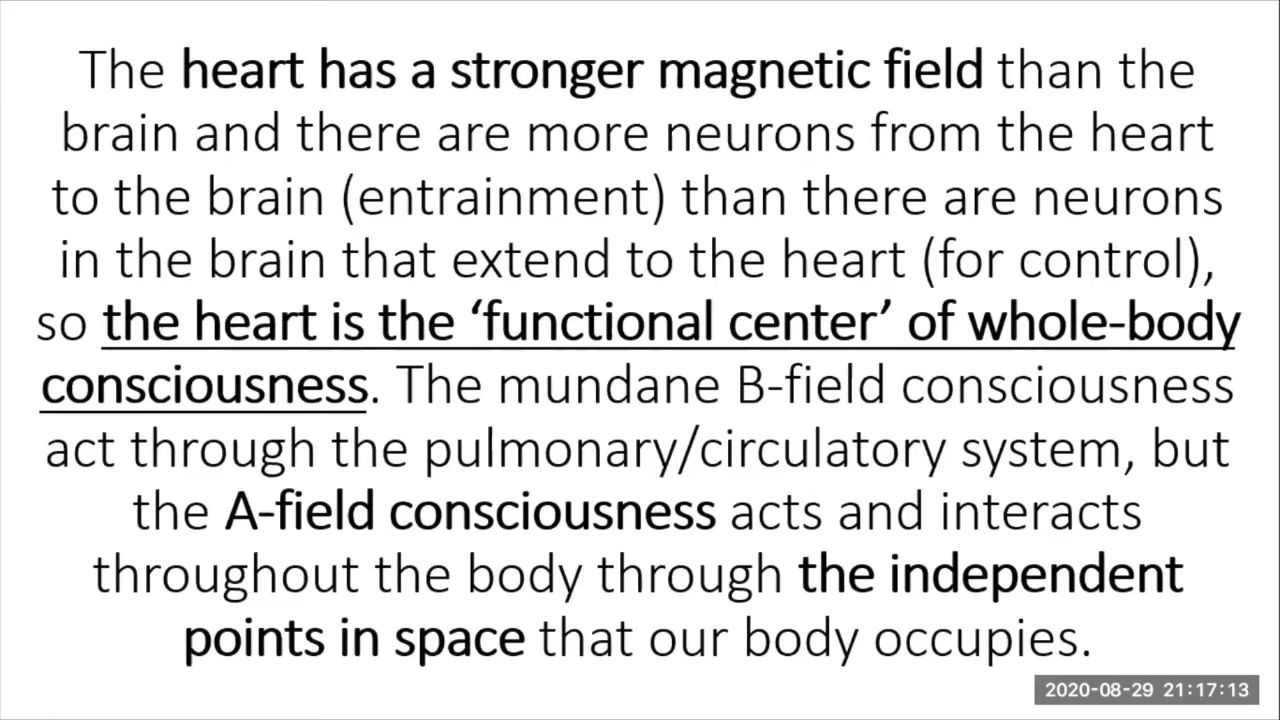 The heart has a stronger magnetic field than the
brain and there are more neurons from the heart
to the brain (entrainment) than there are neurons
in the brain that extend to the heart (for control),
so the heart is the ‘functional center’ of whole-body
consciousness. The mundane B-field consciousness
act through the pulmonary/circulatory system, but
the A-field consciousness acts and interacts
throughout the body through the independent
points in space that our body occupies.
2020-08-29 21:17:13